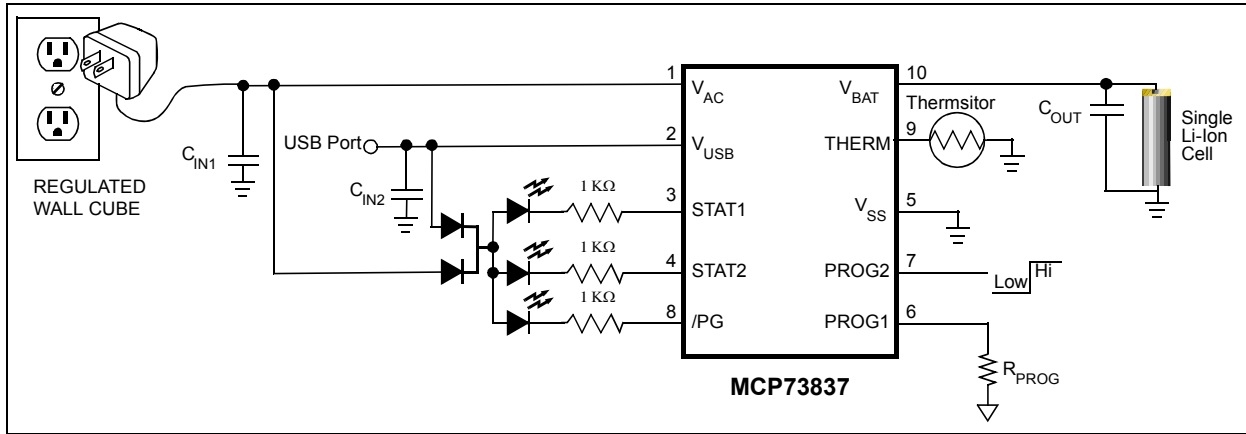 REGULATED
WALL CUBE
C_IN1
USB Port
C_IN2
1 KΩ
1 KΩ
1 KΩ
1
V_AC
2
V_USB
3
STAT1
4
STAT2
8
/PG
10
V_BAT
Thermsitor
9
THERM
5
V_SS
7
PROG2
Low
Hi
6
PROG1
R_PROG
C_OUT
Single
Li-Ion
Cell
MCP73837